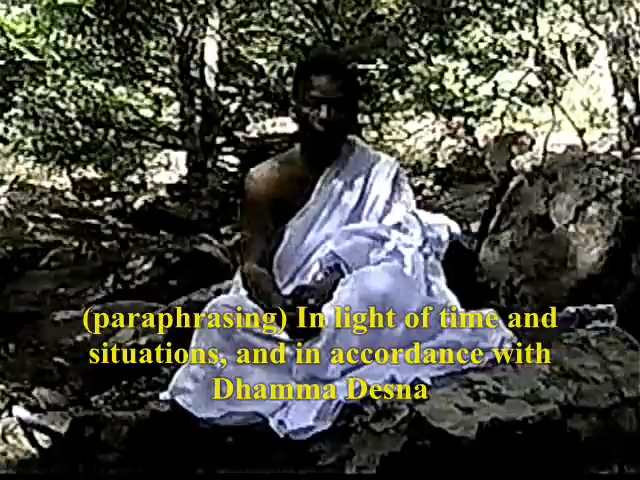 (paraphrasing) In light of time and
situations, and in accordance with
Dhamma Desna